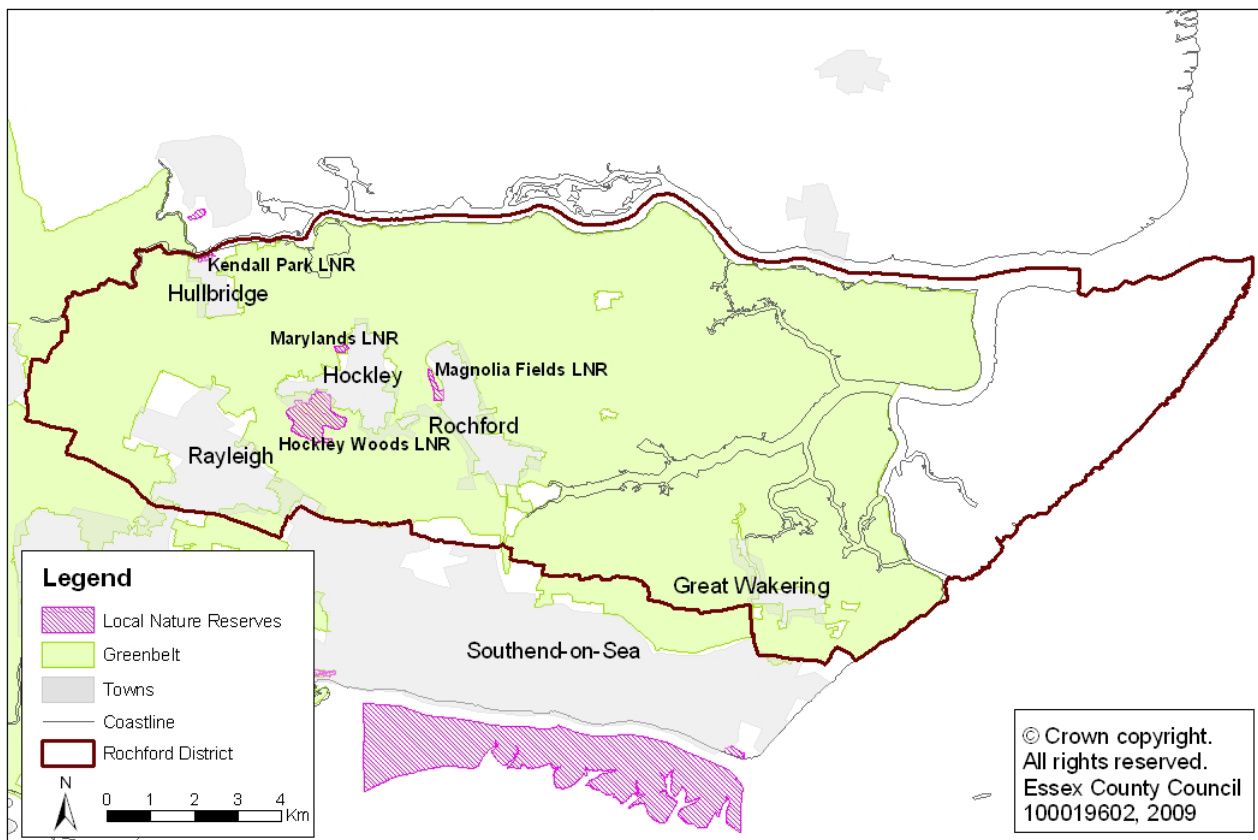 Kendall Park LNR
Hullbridge
Marylands LNR
Hockley
Magnolia Fields LNR
Rochford
Hockley Woods LNR
Rayleigh
Great Wakering
Southend-on-Sea
Legend
Local Nature Reserves
Greenbelt
Towns
Coastline
Rochford District
N
0 1 2 3 4
Km
© Crown copyright.
All rights reserved.
Essex County Council
100019602, 2009